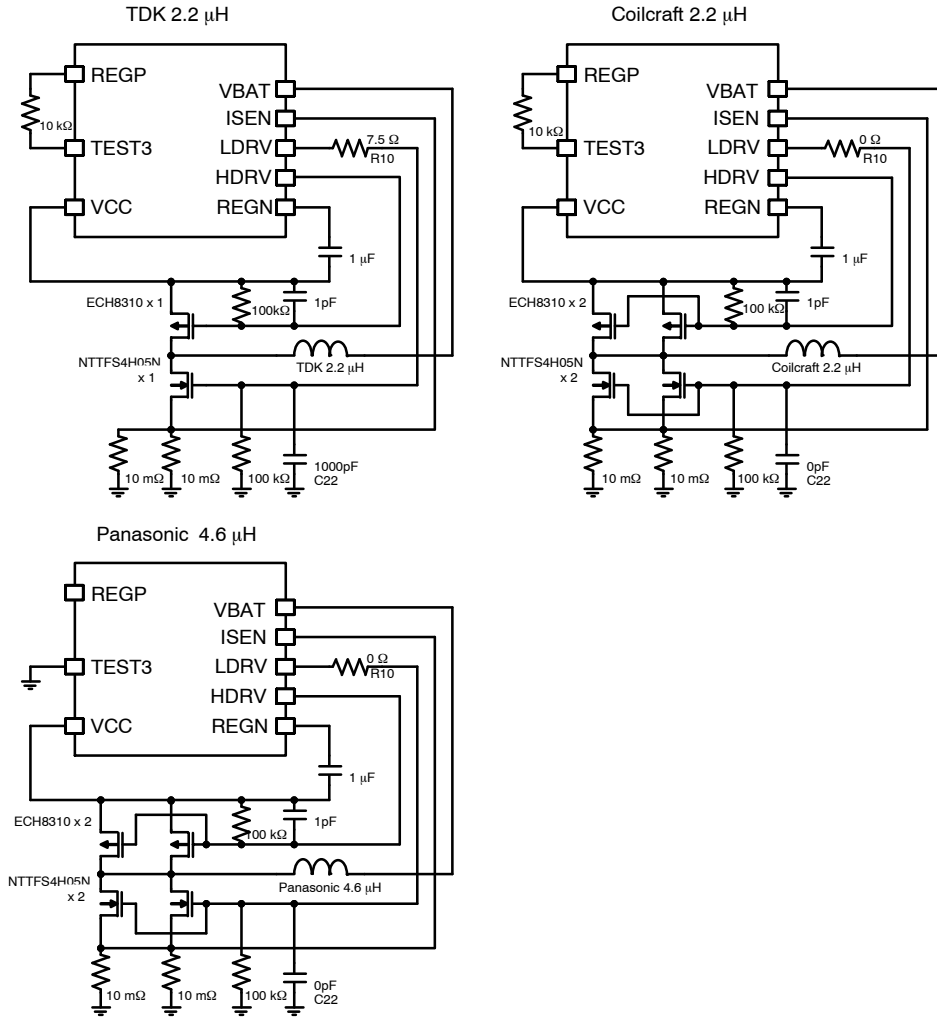 TDK 2.2 μH
REGP
10 kΩ
TEST3
VCC
VBAT
ISEN
LDRV
HDRV
REGN
7.5 Ω
R10
1 μF
ECH8310 x 1
100kΩ
1pF
NTTFS4H05N
x 1
TDK 2.2 μH
10 mΩ
10 mΩ
100 kΩ
1000pF
C22
Coilcraft 2.2 μH
REGP
10 kΩ
TEST3
VCC
VBAT
ISEN
LDRV
HDRV
REGN
0 Ω
R10
1 μF
ECH8310 x 2
100 kΩ
1pF
NTTFS4H05N
x 2
Coilcraft 2.2 μH
10 mΩ
10 mΩ
100 kΩ
0pF
C22
Panasonic 4.6 μH
REGP
TEST3
VCC
VBAT
ISEN
LDRV
HDRV
REGN
0 Ω
R10
1 μF
ECH8310 x 2
100 kΩ
1pF
NTTFS4H05N
x 2
Panasonic 4.6 μH
10 mΩ
10 mΩ
100 kΩ
0pF
C22